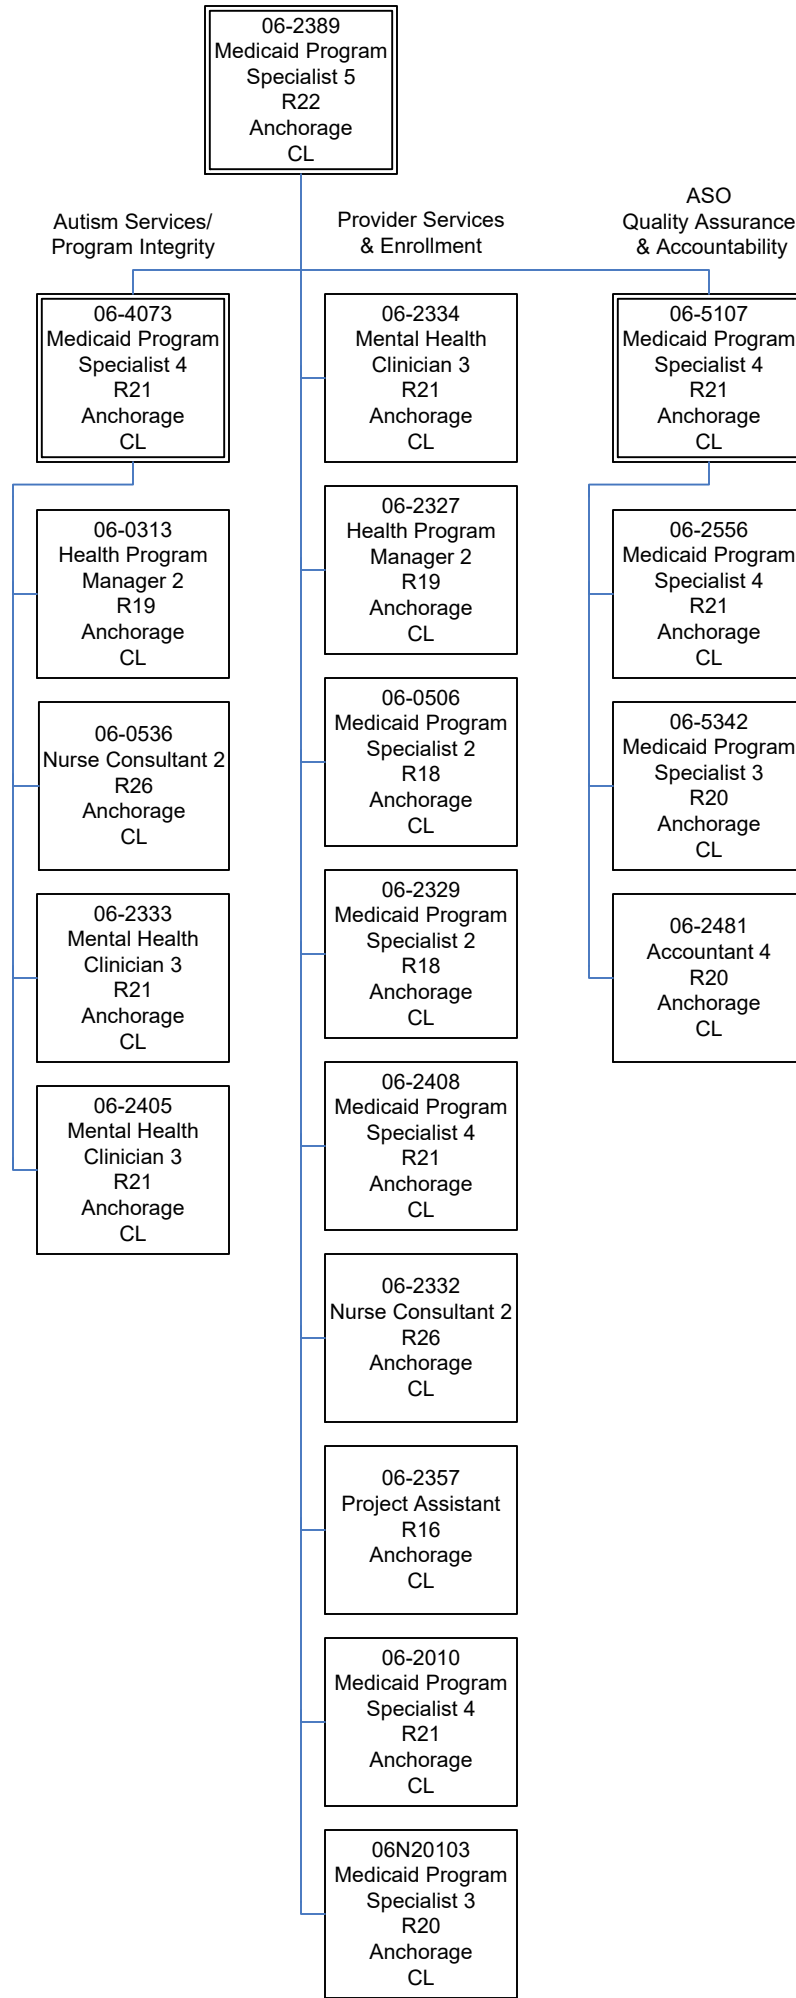 06-2389
Medicaid Program
Specialist 5
R22
Anchorage
CL
Autism Services/
Program Integrity
Provider Services
& Enrollment
ASO
Quality Assurance
& Accountability
06-4073
Medicaid Program
Specialist 4
R21
Anchorage
CL
06-0313
Health Program
Manager 2
R19
Anchorage
CL
06-0536
Nurse Consultant 2
R26
Anchorage
CL
06-2333
Mental Health
Clinician 3
R21
Anchorage
CL
06-2405
Mental Health
Clinician 3
R21
Anchorage
CL
06-2334
Mental Health
Clinician 3
R21
Anchorage
CL
06-2327
Health Program
Manager 2
R19
Anchorage
CL
06-0506
Medicaid Program
Specialist 2
R18
Anchorage
CL
06-2329
Medicaid Program
Specialist 2
R18
Anchorage
CL
06-2408
Medicaid Program
Specialist 4
R21
Anchorage
CL
06-2332
Nurse Consultant 2
R26
Anchorage
CL
06-2357
Project Assistant
R16
Anchorage
CL
06-2010
Medicaid Program
Specialist 4
R21
Anchorage
CL
06N20103
Medicaid Program
Specialist 3
R20
Anchorage
CL
06-5107
Medicaid Program
Specialist 4
R21
Anchorage
CL
06-2556
Medicaid Program
Specialist 4
R21
Anchorage
CL
06-5342
Medicaid Program
Specialist 3
R20
Anchorage
CL
06-2481
Accountant 4
R20
Anchorage
CL